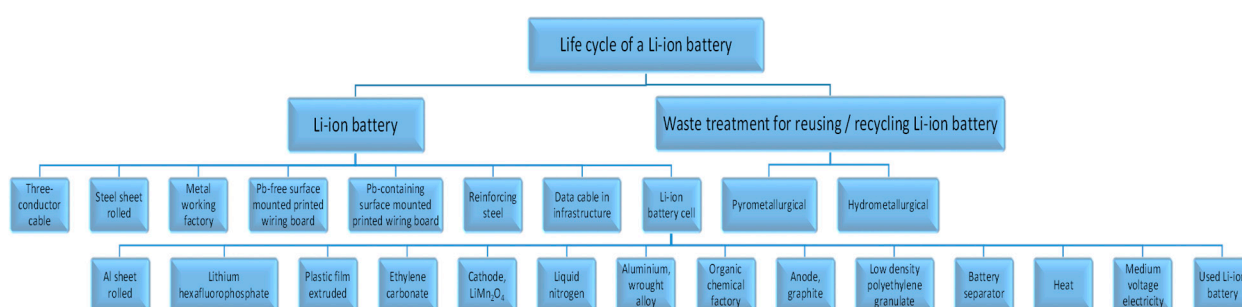 Life cycle of a Li-ion battery
Li-ion battery
Waste treatment for reusing / recycling Li-ion battery
Three-
conductor
cable
Steel sheet
rolled
Metal
working
factory
Pb-free surface
mounted printed
wiring board
Pb-containing
surface mounted
printed wiring board
Reinforcing
steel
Data cable in
infrastructure
Li-ion
battery cell
Pyrometallurgical
Hydrometallurgical
Al sheet
rolled
Lithium
hexafluorophosphate
Plastic film
extruded
Ethylene
carbonate
Cathode,
LiMn₂O₄
Liquid
nitrogen
Aluminium,
wrought
alloy
Organic
chemical
factory
Anode,
graphite
Low density
polyethylene
granulate
Battery
separator
Heat
Medium
voltage
electricity
Used Li-ion
battery